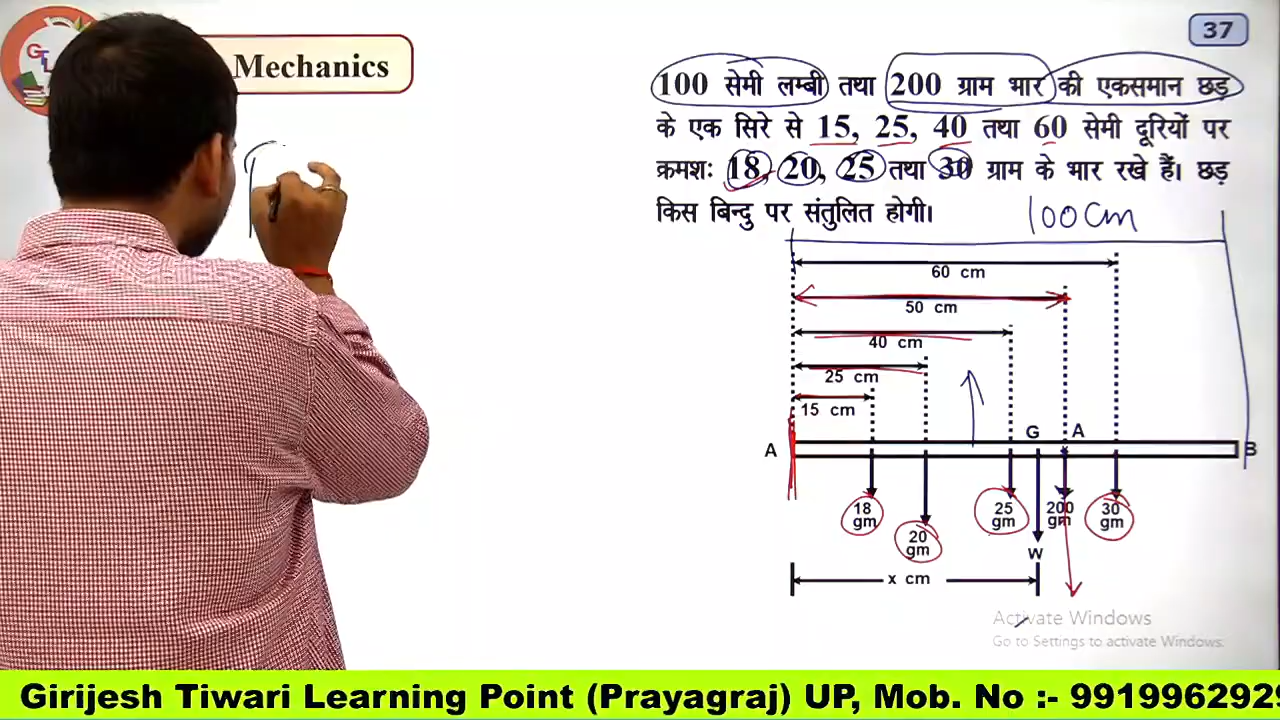 37
Mechanics
100 सेमी लम्बी तथा 200 ग्राम भार की एकसमान छड़
के एक सिरे से 15, 25, 40 तथा 60 सेमी दूरियों पर
क्रमशः 18, 20, 25 तथा 30 ग्राम के भार रखे हैं। छड़
किस बिन्दु पर संतुलित होगी।
100 cm
60 cm
50 cm
40 cm
25 cm
15 cm
G A
A B
18 gm
20 gm
25 gm
200 gm
30 gm
W
x cm
Activate Windows
Go to Settings to activate Windows.
Girijesh Tiwari Learning Point (Prayagraj) UP, Mob. No :- 991996292